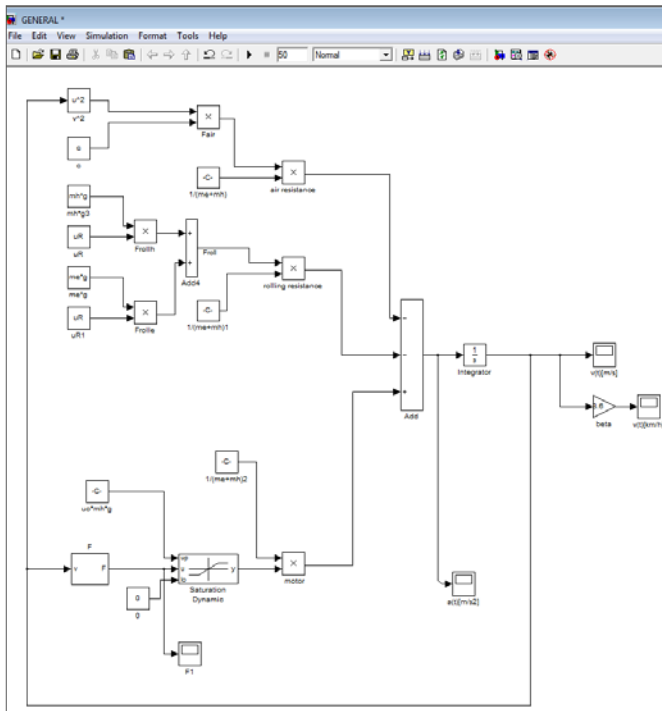 GENERAL *
File Edit View Simulation Format Tools Help
50 Normal
u^2
v^2
×
Fair
c
-C-
1/(me+mh)
×
air resistance
mh*g
mh*g3
uR
uR
×
Frollh
+
+
Add4
Froll
me*g
me*g
uR
uR1
×
Frolle
-C-
1/(me+mh)1
×
rolling resistance
-
-
+
Add
1
s
Integrator
v(t)[m/s]
3.6
beta
v(t)[km/h]
-C-
1/(me+mh)2
-C-
uo*mh*g
F
v F
up
u y
lo
Saturation
Dynamic
0
0
×
motor
a(t)[m/s2]
F1